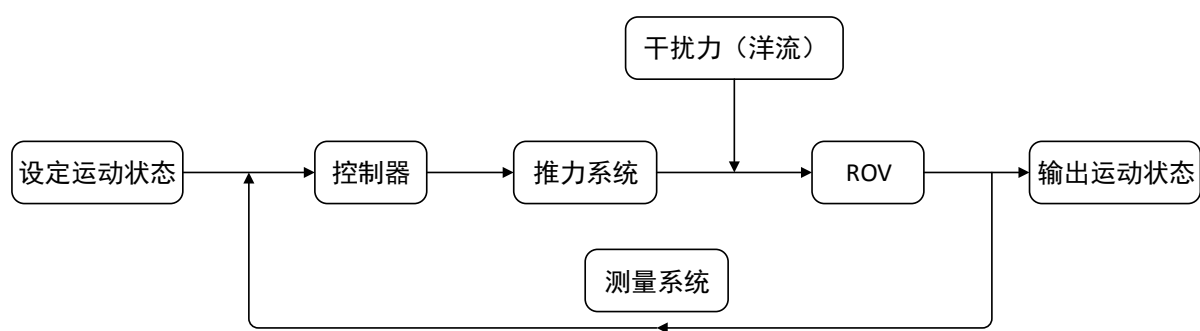 干扰力（洋流）
设定运动状态
控制器
推力系统
ROV
输出运动状态
测量系统